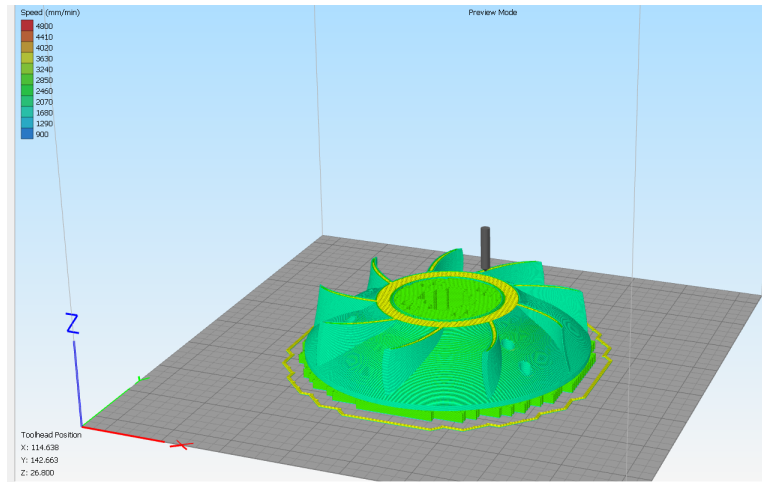 Speed (mm/min)
Preview Mode
4800
4410
4020
3630
3240
2850
2460
2070
1680
1290
900
Z
X
Toolhead Position
X: 114.638
Y: 142.663
Z: 26.800